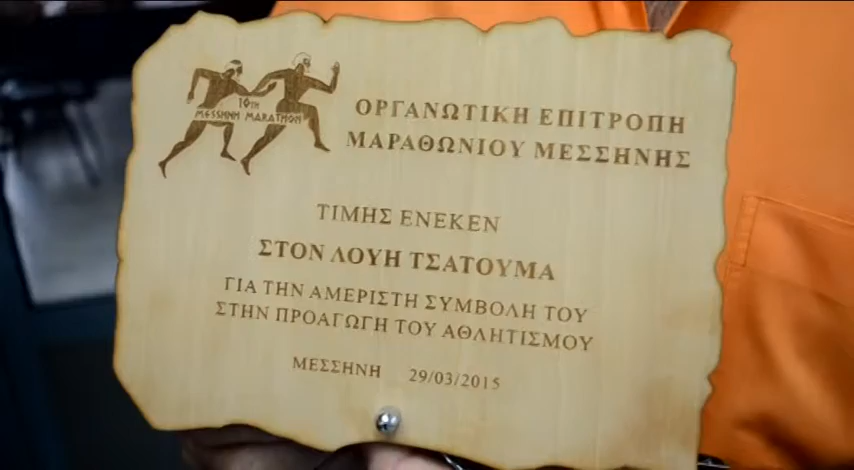 10TH
MESSHNH MARATHON
ΟΡΓΑΝΩΤΙΚΗ ΕΠΙΤΡΟΠΗ
ΜΑΡΑΘΩΝΙΟΥ ΜΕΣΣΗΝΗΣ
ΤΙΜΗΣ ΕΝΕΚΕΝ
ΣΤΟΝ ΛΟΥΗ ΤΣΑΤΟΥΜΑ
ΓΙΑ ΤΗΝ ΑΜΕΡΙΣΤΗ ΣΥΜΒΟΛΗ ΤΟΥ
ΣΤΗΝ ΠΡΟΑΓΩΓΗ ΤΟΥ ΑΘΛΗΤΙΣΜΟΥ
ΜΕΣΣΗΝΗ 29/03/2015